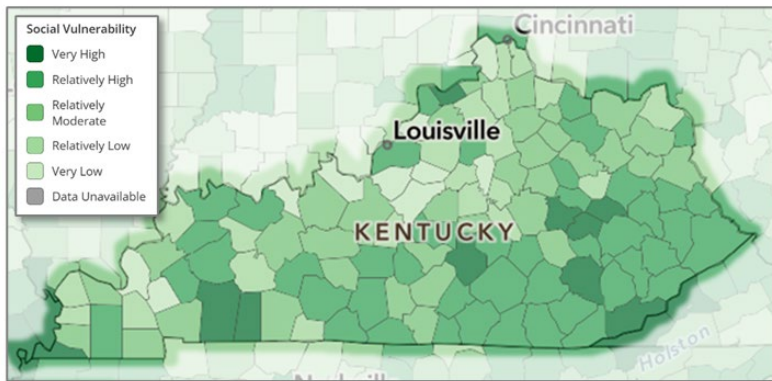 Social Vulnerability
Very High
Relatively High
Relatively
Moderate
Relatively Low
Very Low
Data Unavailable
Cincinnati
Louisville
KENTUCKY
Holston